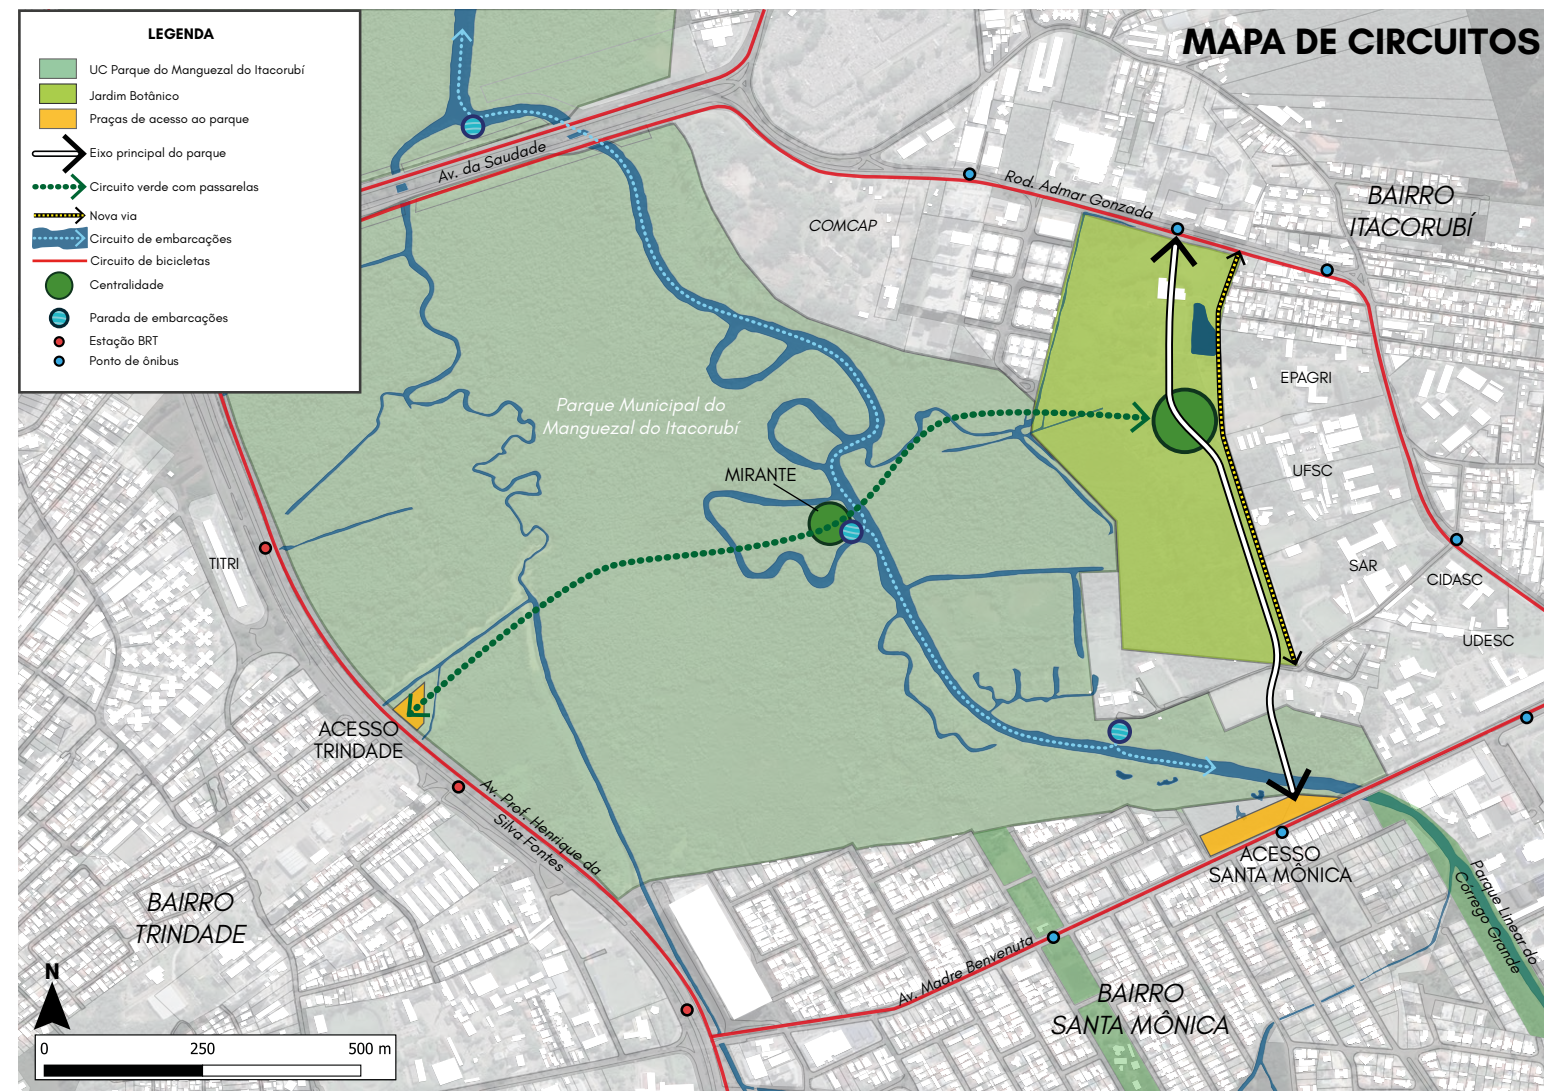 MAPA DE CIRCUITOS
LEGENDA
UC Parque do Manguezal do Itacorubí
Jardim Botânico
Praças de acesso ao parque
Eixo principal do parque
Circuito verde com passarelas
Nova via
Circuito de embarcações
Circuito de bicicletas
Centralidade
Parada de embarcações
Estação BRT
Ponto de ônibus
Av. da Saudade
Rod. Admar Gonzada
BAIRRO
ITACORUBÍ
COMCAP
EPAGRI
Parque Municipal do
Manguezal do Itacorubí
MIRANTE
UFSC
TITRI
SAR
CIDASC
UDESC
ACESSO
TRINDADE
Av. Prof. Henrique da
Silva Fontes
ACESSO
SANTA MÔNICA
Parque Linear do
Córrego Grande
BAIRRO
TRINDADE
Av. Madre Benvenuta
BAIRRO
SANTA MÔNICA
N
0 250 500 m